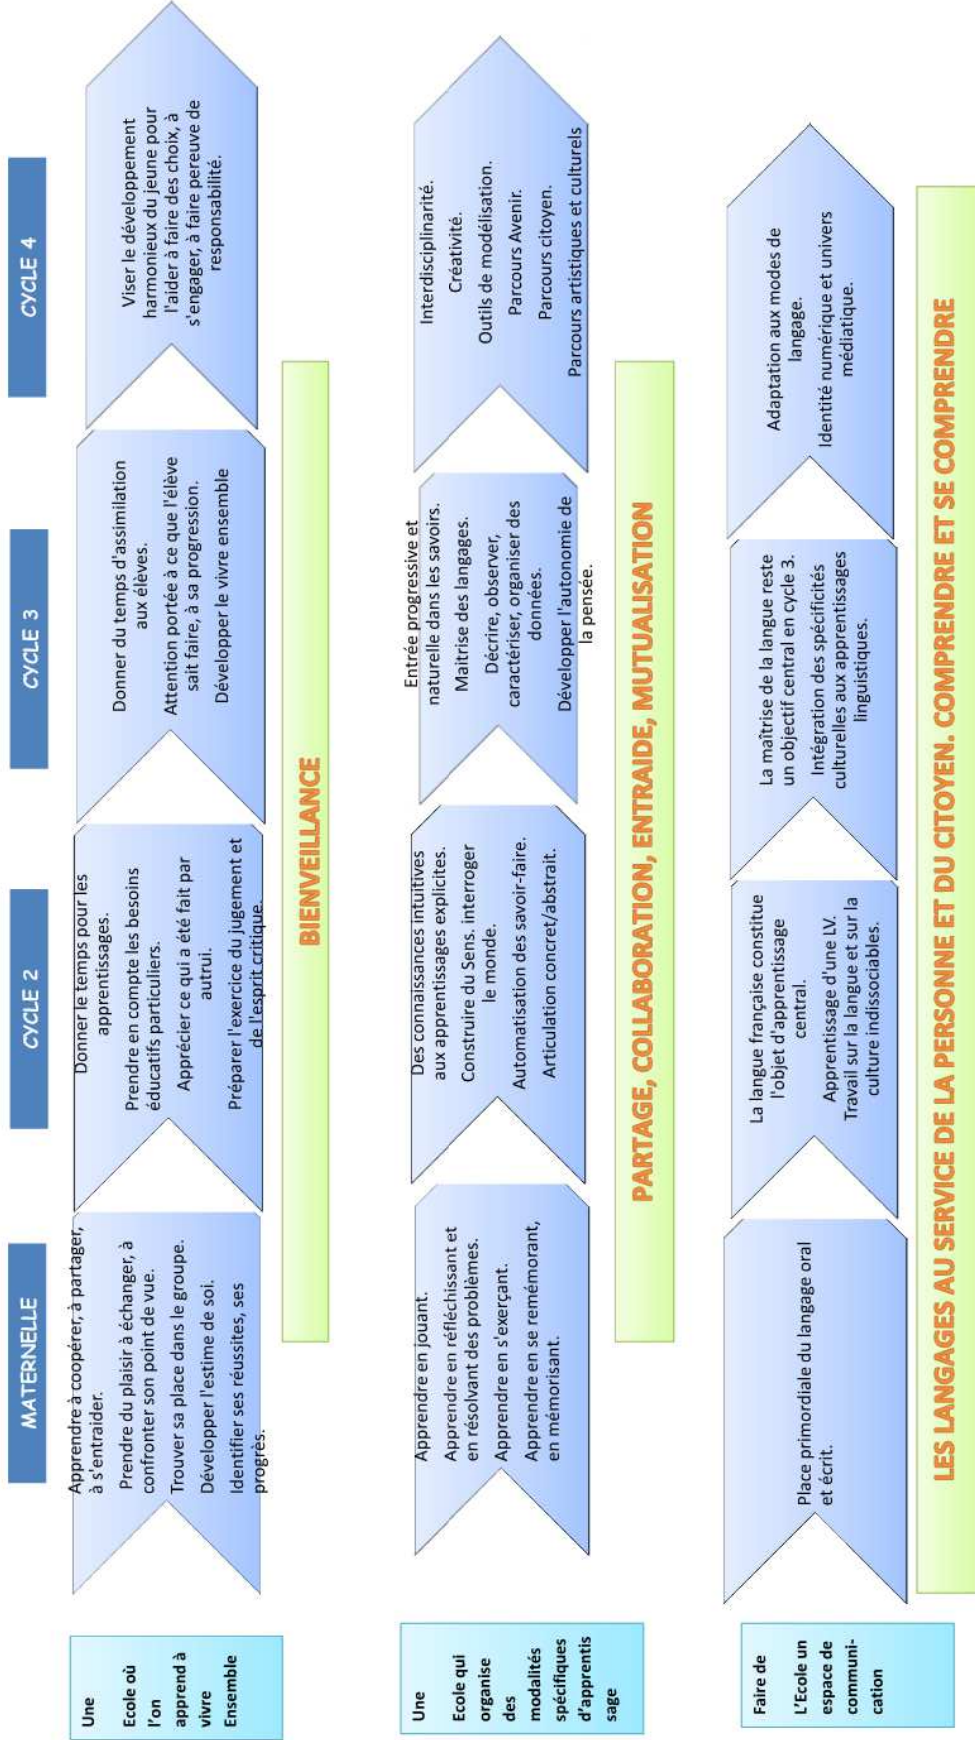 MATERNELLE
CYCLE 2
CYCLE 3
CYCLE 4
Une
Ecole où
l'on
apprend à
vivre
Ensemble
Apprendre à coopérer, à partager,
à s'entraider.
Prendre du plaisir à échanger, à
confronter son point de vue.
Trouver sa place dans le groupe.
Développer l'estime de soi.
Identifier ses réussites, ses
progrès.
Donner le temps pour les
apprentissages.
Prendre en compte les besoins
éducatifs particuliers.
Apprécier ce qui a été fait par
autrui.
Préparer l'exercice du jugement et
de l'esprit critique.
Donner du temps d'assimilation
aux élèves.
Attention portée à ce que l'élève
sait faire, à sa progression.
Développer le vivre ensemble
Viser le développement
harmonieux du jeune pour
l'aider à faire des choix, à
s'engager, à faire pereuve de
responsabilité.
BIENVEILLANCE
Une
Ecole qui
organise
des
modalités
spécifiques
d'apprentis
sage
Apprendre en jouant.
Apprendre en réfléchissant et
en résolvant des problèmes.
Apprendre en s'exerçant.
Apprendre en se remémorant,
en mémorisant.
Des connaissances intuitives
aux apprentissages explicites.
Construire du Sens. interroger
le monde.
Automatisation des savoir-faire.
Articulation concret/abstrait.
Entrée progressive et
naturelle dans les savoirs.
Maitrise des langages.
Décrire, observer,
caractériser, organiser des
données.
Développer l'autonomie de
la pensée.
Interdisciplinarité.
Créativité.
Outils de modélisation.
Parcours Avenir.
Parcours citoyen.
Parcours artistiques et culturels
PARTAGE, COLLABORATION, ENTRAIDE, MUTUALISATION
Faire de
L'Ecole un
espace de
communi-
cation
Place primordiale du langage oral
et écrit.
La langue française constitue
l'objet d'apprentissage
central.
Apprentissage d'une LV.
Travail sur la langue et sur la
culture indissociables.
La maîtrise de la langue reste
un objectif central en cycle 3.
Intégration des spécificités
culturelles aux apprentissages
linguistiques.
Adaptation aux modes de
langage.
Identité numérique et univers
médiatique.
LES LANGAGES AU SERVICE DE LA PERSONNE ET DU CITOYEN. COMPRENDRE ET SE COMPRENDRE